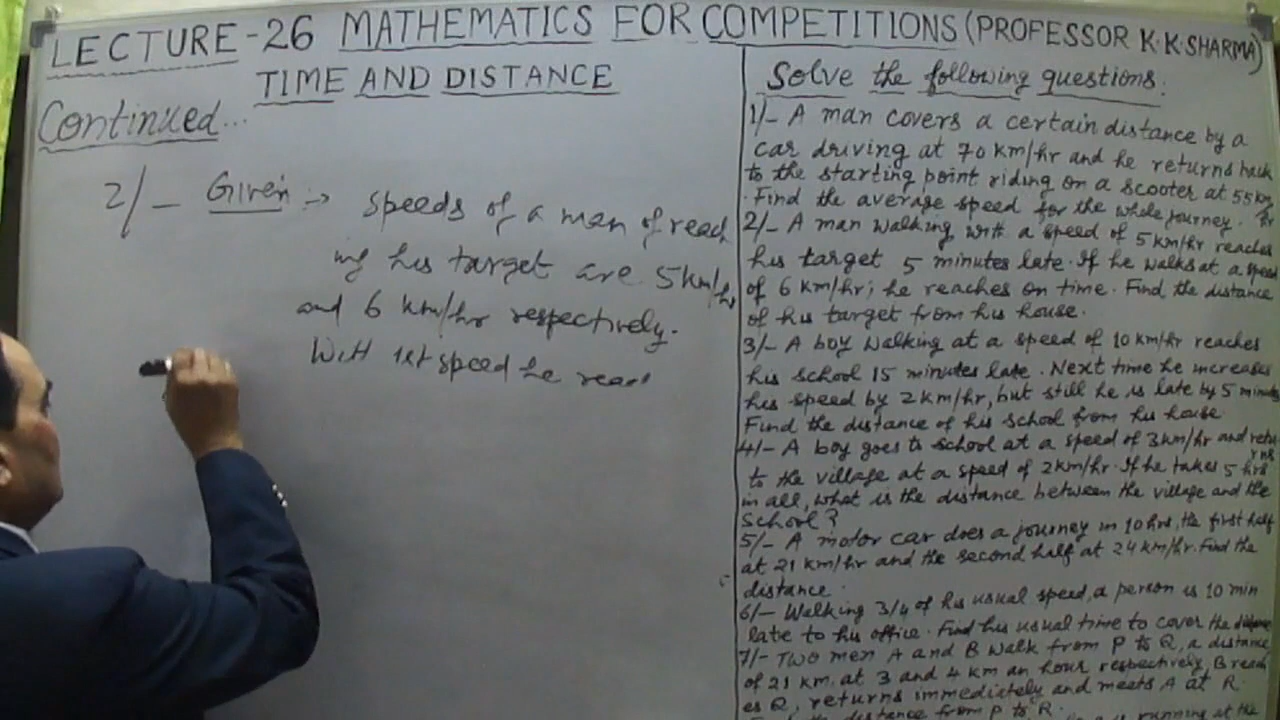 LECTURE-26 MATHEMATICS FOR COMPETITIONS (PROFESSOR K.K.SHARMA)
TIME AND DISTANCE
Continued...
2/- Given :→ speeds of a man of reach
ing his target are 5 km/hr
and 6 km/hr respectively.
With 1st speed he reac
Solve the following questions:
1/- A man covers a certain distance by a
car driving at 70 km/hr and he returns back
to the starting point riding on a scooter at 55 km/hr
. Find the average speed for the whole journey.
2/- A man walking with a speed of 5 km/hr reaches
his target 5 minutes late. If he walks at a speed
of 6 km/hr; he reaches on time. Find the distance
of his target from his house.
3/- A boy walking at a speed of 10 km/hr reaches
his school 15 minutes late. Next time he increases
his speed by 2 km/hr, but still he is late by 5 minutes
Find the distance of his school from his house.
4/- A boy goes to school at a speed of 3 km/hr and returns
to the village at a speed of 2 km/hr. If he takes 5 hrs
in all, what is the distance between the village and the
school?
5/- A motor car does a journey in 10 hrs, the first half
at 21 km/hr and the second half at 24 km/hr. Find the
distance.
6/- Walking 3/4 of his usual speed, a person is 10 min
late to his office. Find his usual time to cover the distance
7/- Two men A and B walk from P to Q, a distance
of 21 km. at 3 and 4 km an hour respectively, B reach
es Q, returns immediately and meets A at R.
distance from P to R.
is running at the